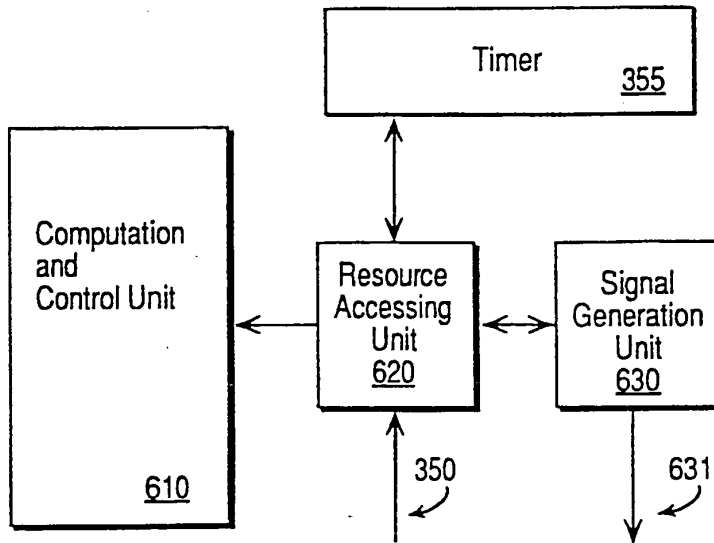 Timer
355
Computation
and
Control Unit
610
Resource
Accessing
Unit
620
Signal
Generation
Unit
630
350
631